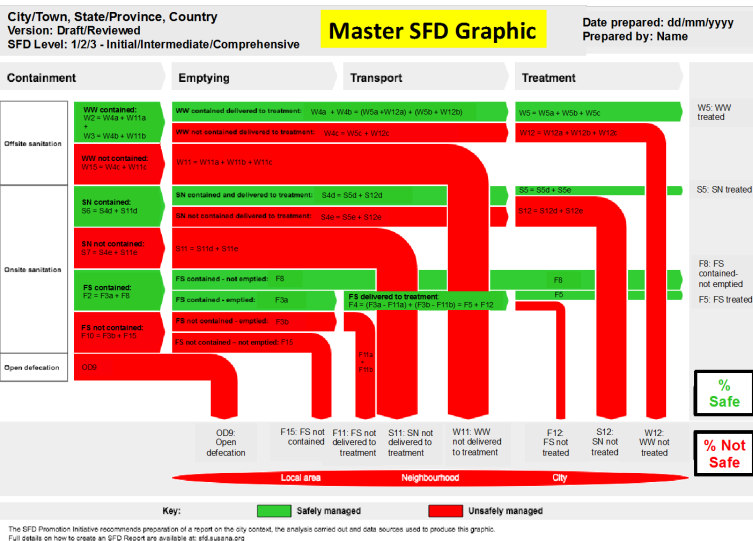 City/Town, State/Province, Country
Version: Draft/Reviewed
SFD Level: 1/2/3 - Initial/Intermediate/Comprehensive
Master SFD Graphic
Date prepared: dd/mm/yyyy
Prepared by: Name
Containment
Emptying
Transport
Treatment
Offsite sanitation
WW contained:
W2 = W4a + W11a
+
W3 = W4b + W11b
WW contained delivered to treatment:
W4a + W4b = (W5a +W12a) + (W5b + W12b)
W5 = W5a + W5b + W5c
W5: WW
treated
WW not contained delivered to treatment:
W4c = W5c + W12c
W12 = W12a + W12b + W12c
WW not contained:
W15 = W4c + W11c
W11 = W11a + W11b + W11c
Onsite sanitation
SN contained:
S6 = S4d + S11d
SN contained and delivered to treatment:
S4d = S5d + S12d
S5 = S5d + S5e
S5: SN treated
SN not contained delivered to treatment:
S4e = S5e + S12e
S12 = S12d + S12e
SN not contained:
S7 = S4e + S11e
S11 = S11d + S11e
FS contained:
F2 = F3a + F8
FS contained - not emptied: F8
F8
F8: FS
contained-
not emptied
FS contained - emptied: F3a
FS delivered to treatment:
F4 = (F3a - F11a) + (F3b - F11b) = F5 + F12
F5
F5: FS treated
FS not contained:
F10 = F3b + F15
FS not contained - emptied: F3b
FS not contained – not emptied: F15
F11a
+
F11b
Open defecation
OD9
%
Safe
OD9:
Open
defecation
F15: FS not
contained
F11: FS not
delivered to
treatment
S11: SN not
delivered to
treatment
W11: WW
not delivered
to treatment
F12:
FS not
treated
S12:
SN not
treated
W12:
WW not
treated
% Not
Safe
Local area
Neighbourhood
City
Key:
Safely managed
Unsafely managed
The SFD Promotion Initiative recommends preparation of a report on the city context, the analysis carried out and data sources used to produce this graphic.
Full details on how to create an SFD Report are available at: sfd.susana.org